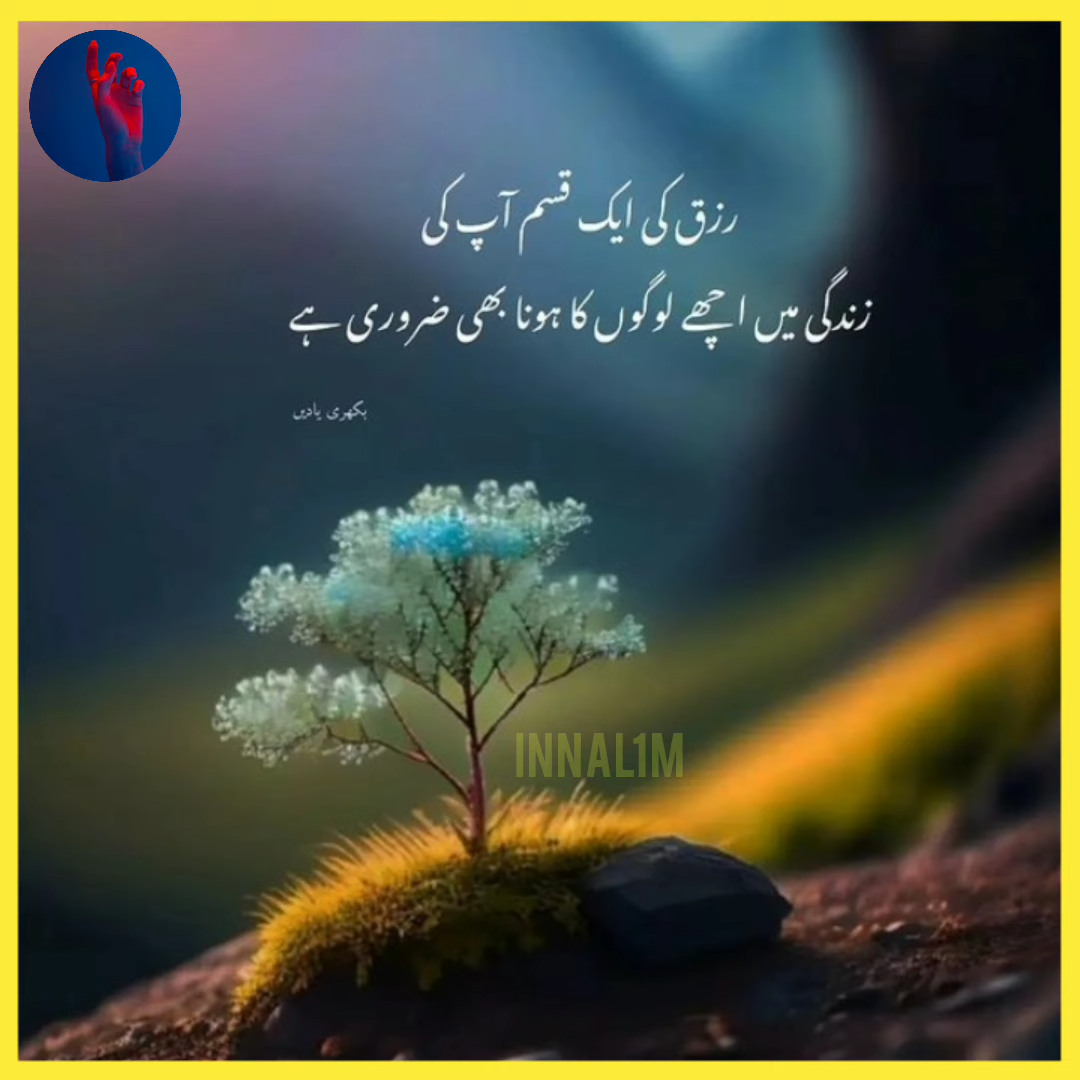 رزق کی ایک قسم آپ کی
زندگی میں اچھے لوگوں کا ہونا بھی ضروری ہے
بکھری یادیں
INNAL1M